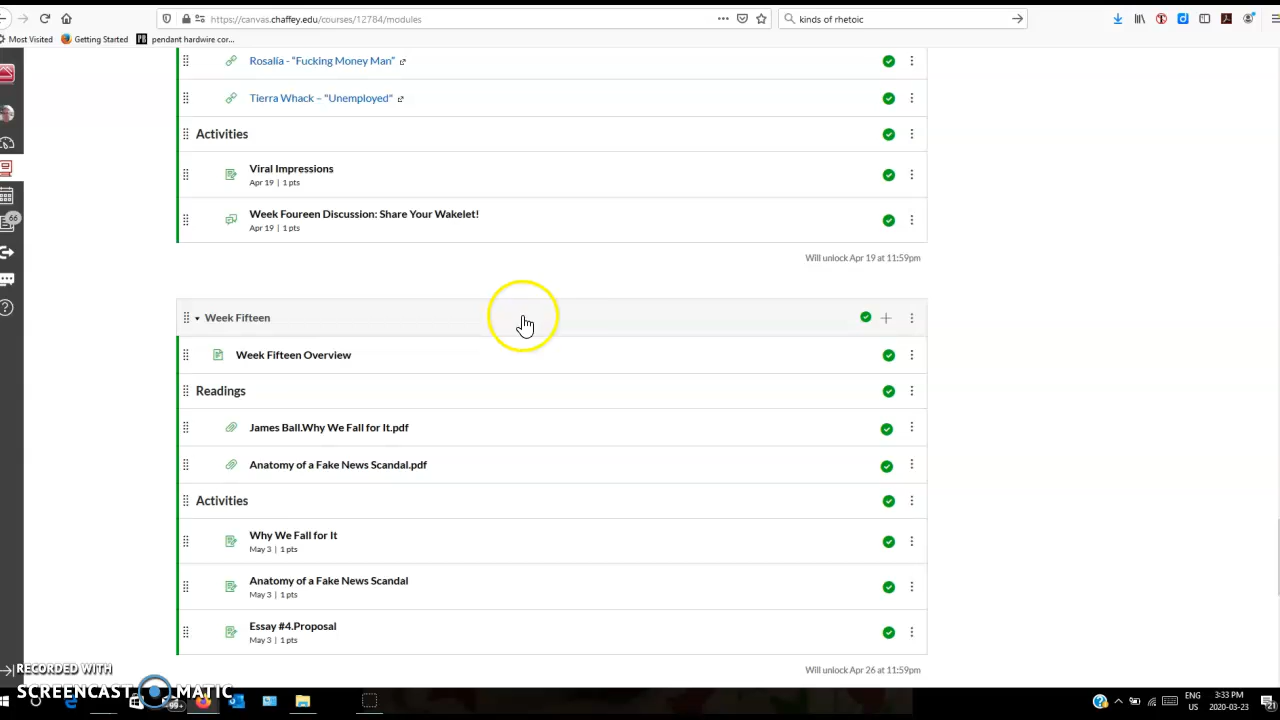 https://canvas.chaffey.edu/courses/12784/modules
kinds of rhetoic
Most Visited
Getting Started
pendant hardware cor...
Rosalía - "Fucking Money Man"
Tierra Whack – "Unemployed"
Activities
Viral Impressions
Apr 19 | 1 pts
Week Foureen Discussion: Share Your Wakelet!
Apr 19 | 1 pts
66
Will unlock Apr 19 at 11:59pm
Week Fifteen
Week Fifteen Overview
Readings
James Ball.Why We Fall for It.pdf
Anatomy of a Fake News Scandal.pdf
Activities
Why We Fall for It
May 3 | 1 pts
Anatomy of a Fake News Scandal
May 3 | 1 pts
Essay #4.Proposal
May 3 | 1 pts
Will unlock Apr 26 at 11:59pm
RECORDED WITH
SCREENCAST MATIC
99+
ENG
US
3:33 PM
2020-03-23
21